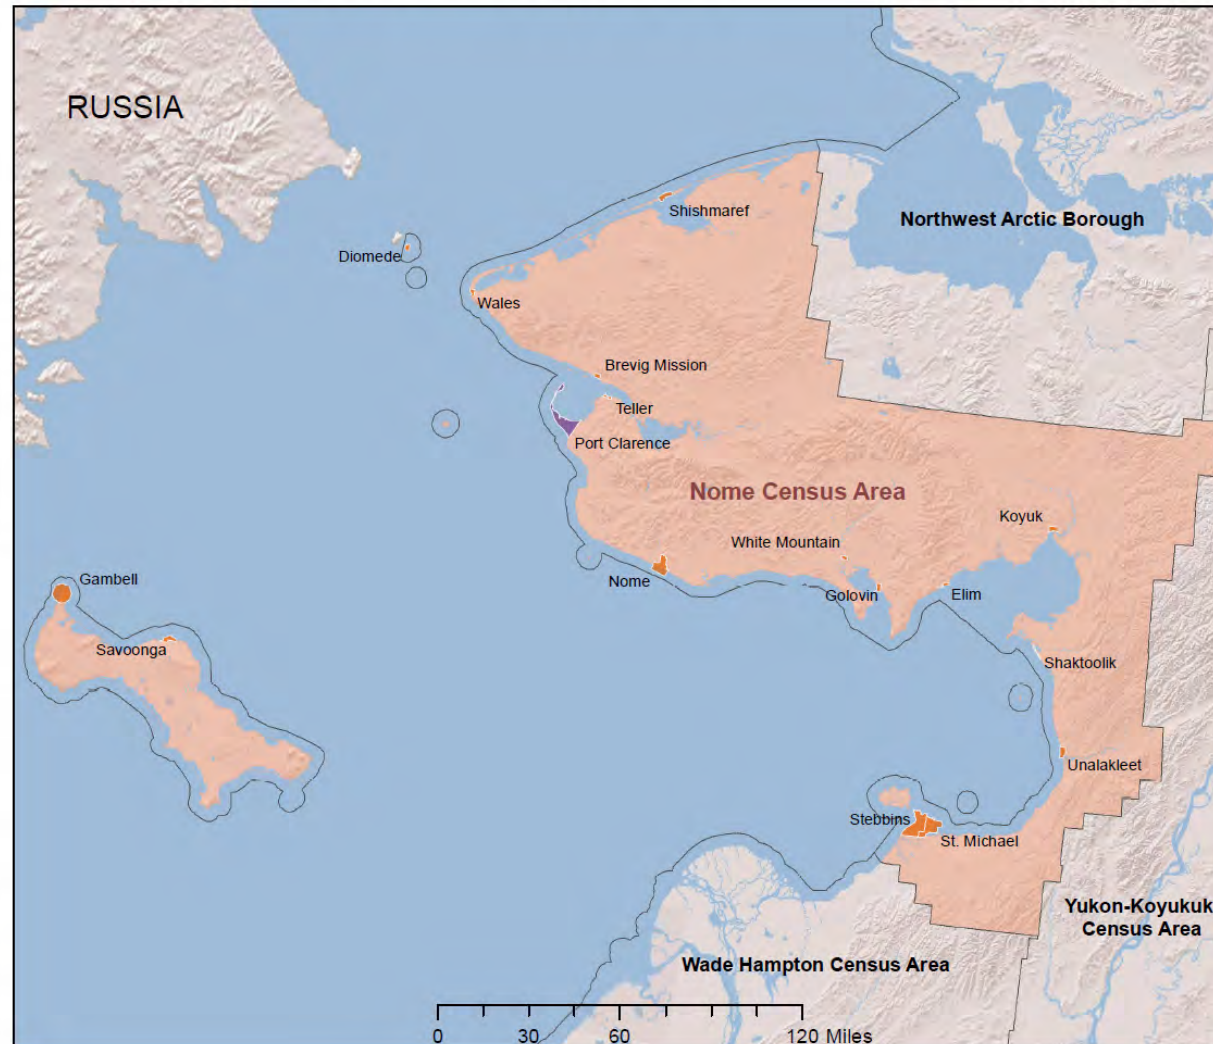 RUSSIA
Shishmaref
Northwest Arctic Borough
Diomede
Wales
Brevig Mission
Teller
Port Clarence
Nome Census Area
Koyuk
White Mountain
Nome
Golovin
Elim
Gambell
Savoonga
Shaktoolik
Unalakleet
Stebbins
St. Michael
Yukon-Koyukuk
Census Area
Wade Hampton Census Area
0 30 60 120 Miles